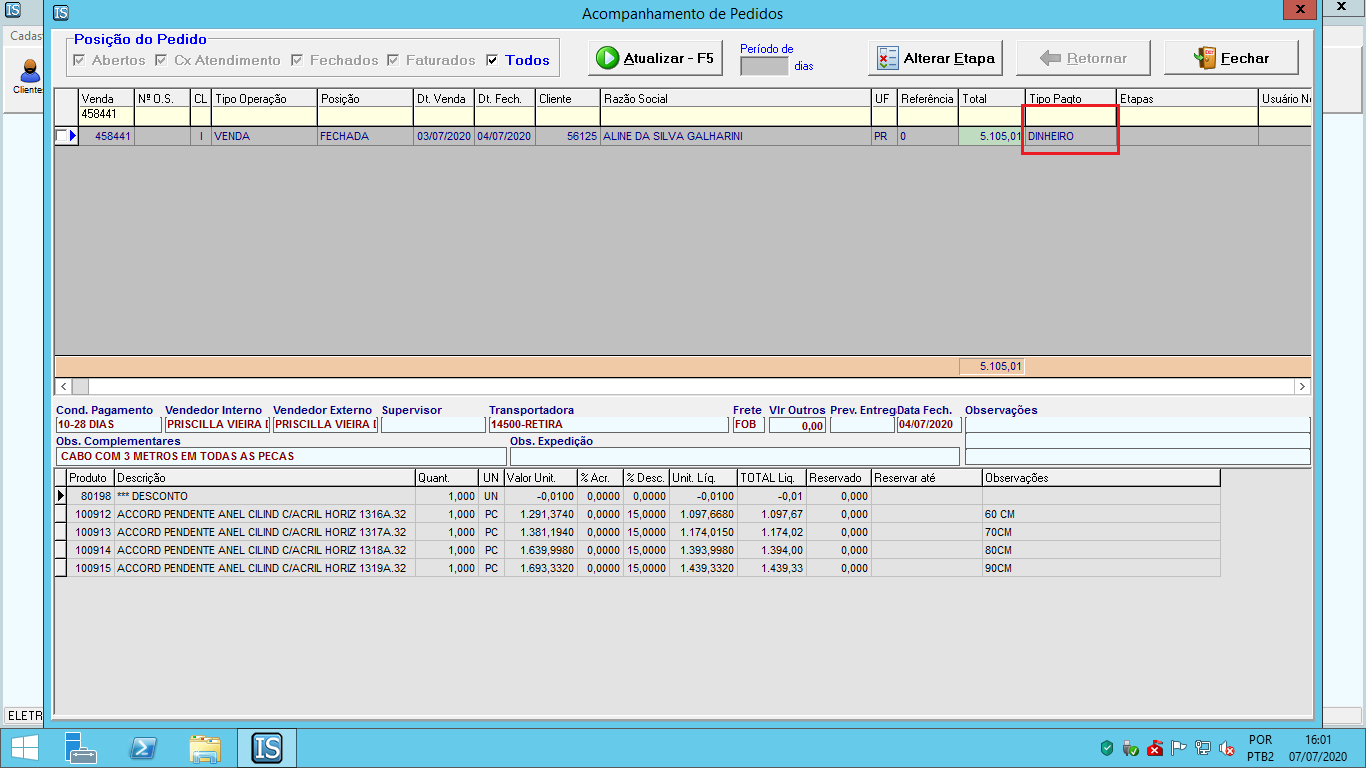 IS
IS Acompanhamento de Pedidos x x
Cadas
Cliente
Posição do Pedido
Abertos Cx. Atendimento Fechados Faturados Todos
Atualizar - F5
Período de
dias
Alterar Etapa
Retornar
Fechar
Venda Nº O.S. CL Tipo Operação Posição Dt. Venda Dt. Fech. Cliente Razão Social UF Referência Total Tipo Pagto Etapas Usuário No
458441
458441 I VENDA FECHADA 03/07/2020 04/07/2020 56125 ALINE DA SILVA GALHARINI PR 0 5.105,01 DINHEIRO
5.105,01
Cond. Pagamento Vendedor Interno Vendedor Externo Supervisor Transportadora Frete Vlr Outros Prev. Entreg Data Fech. Observações
10-28 DIAS PRISCILLA VIEIRA D PRISCILLA VIEIRA D 14500-RETIRA FOB 0,00 04/07/2020
Obs. Complementares Obs. Expedição
CABO COM 3 METROS EM TODAS AS PECAS
Produto Descrição Quant. UN Valor Unit. % Acr. % Desc. Unit. Líq. TOTAL Liq. Reservado Reservar até Observações
80198 *** DESCONTO 1,000 UN -0,0100 0,0000 0,0000 -0,0100 -0,01 0,000
100912 ACCORD PENDENTE ANEL CILIND C/ACRIL HORIZ 1316A.32 1,000 PC 1.291,3740 0,0000 15,0000 1.097,6680 1.097,67 0,000 60 CM
100913 ACCORD PENDENTE ANEL CILIND C/ACRIL HORIZ 1317A.32 1,000 PC 1.381,1940 0,0000 15,0000 1.174,0150 1.174,02 0,000 70CM
100914 ACCORD PENDENTE ANEL CILIND C/ACRIL HORIZ 1318A.32 1,000 PC 1.639,9980 0,0000 15,0000 1.393,9980 1.394,00 0,000 80CM
100915 ACCORD PENDENTE ANEL CILIND C/ACRIL HORIZ 1319A.32 1,000 PC 1.693,3320 0,0000 15,0000 1.439,3320 1.439,33 0,000 90CM
ELETR
IS
POR 16:01
PTB2 07/07/2020